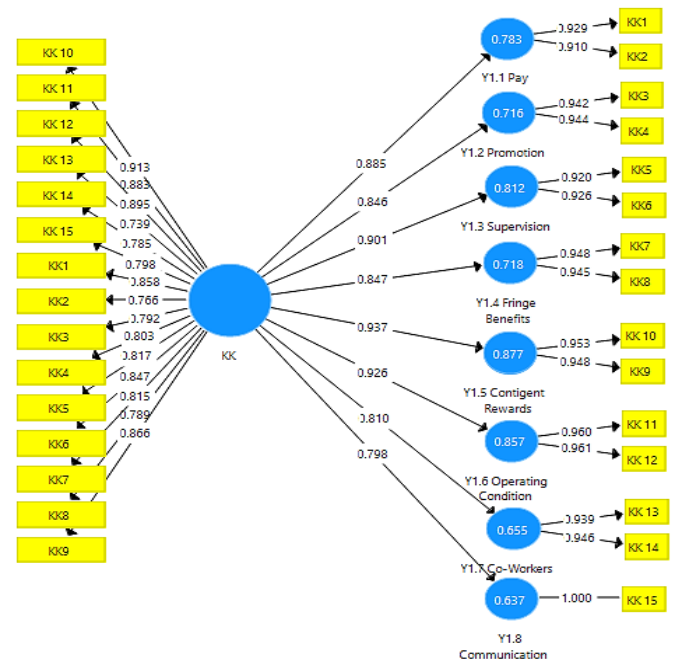 KK 10
KK 11
KK 12
KK 13
KK 14
KK 15
KK1
KK2
KK3
KK4
KK5
KK6
KK7
KK8
KK9
0.913
0.883
0.895
0.739
0.785
0.798
0.858
0.766
0.792
0.803
0.817
0.847
0.815
0.789
0.866
KK
0.885
0.846
0.901
0.847
0.937
0.926
0.810
0.798
0.783
Y1.1 Pay
0.929
0.910
KK1
KK2
0.716
Y1.2 Promotion
0.942
0.944
KK3
KK4
0.812
Y1.3 Supervision
0.920
0.926
KK5
KK6
0.718
Y1.4 Fringe
Benefits
0.948
0.945
KK7
KK8
0.877
Y1.5 Contigent
Rewards
0.953
0.948
KK 10
KK9
0.857
Y1.6 Operating
Condition
0.960
0.961
KK 11
KK 12
0.655
Y1.7 Co-Workers
0.939
0.946
KK 13
KK 14
0.637
Y1.8
Communication
1.000
KK 15